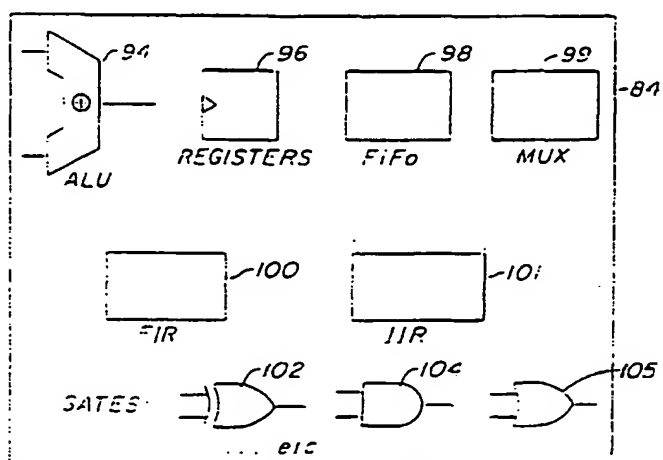 94 96 98 99
84
REGISTERS FiFo MUX
ALU
100 101
FIR IIR
102 104 105
GATES
... etc